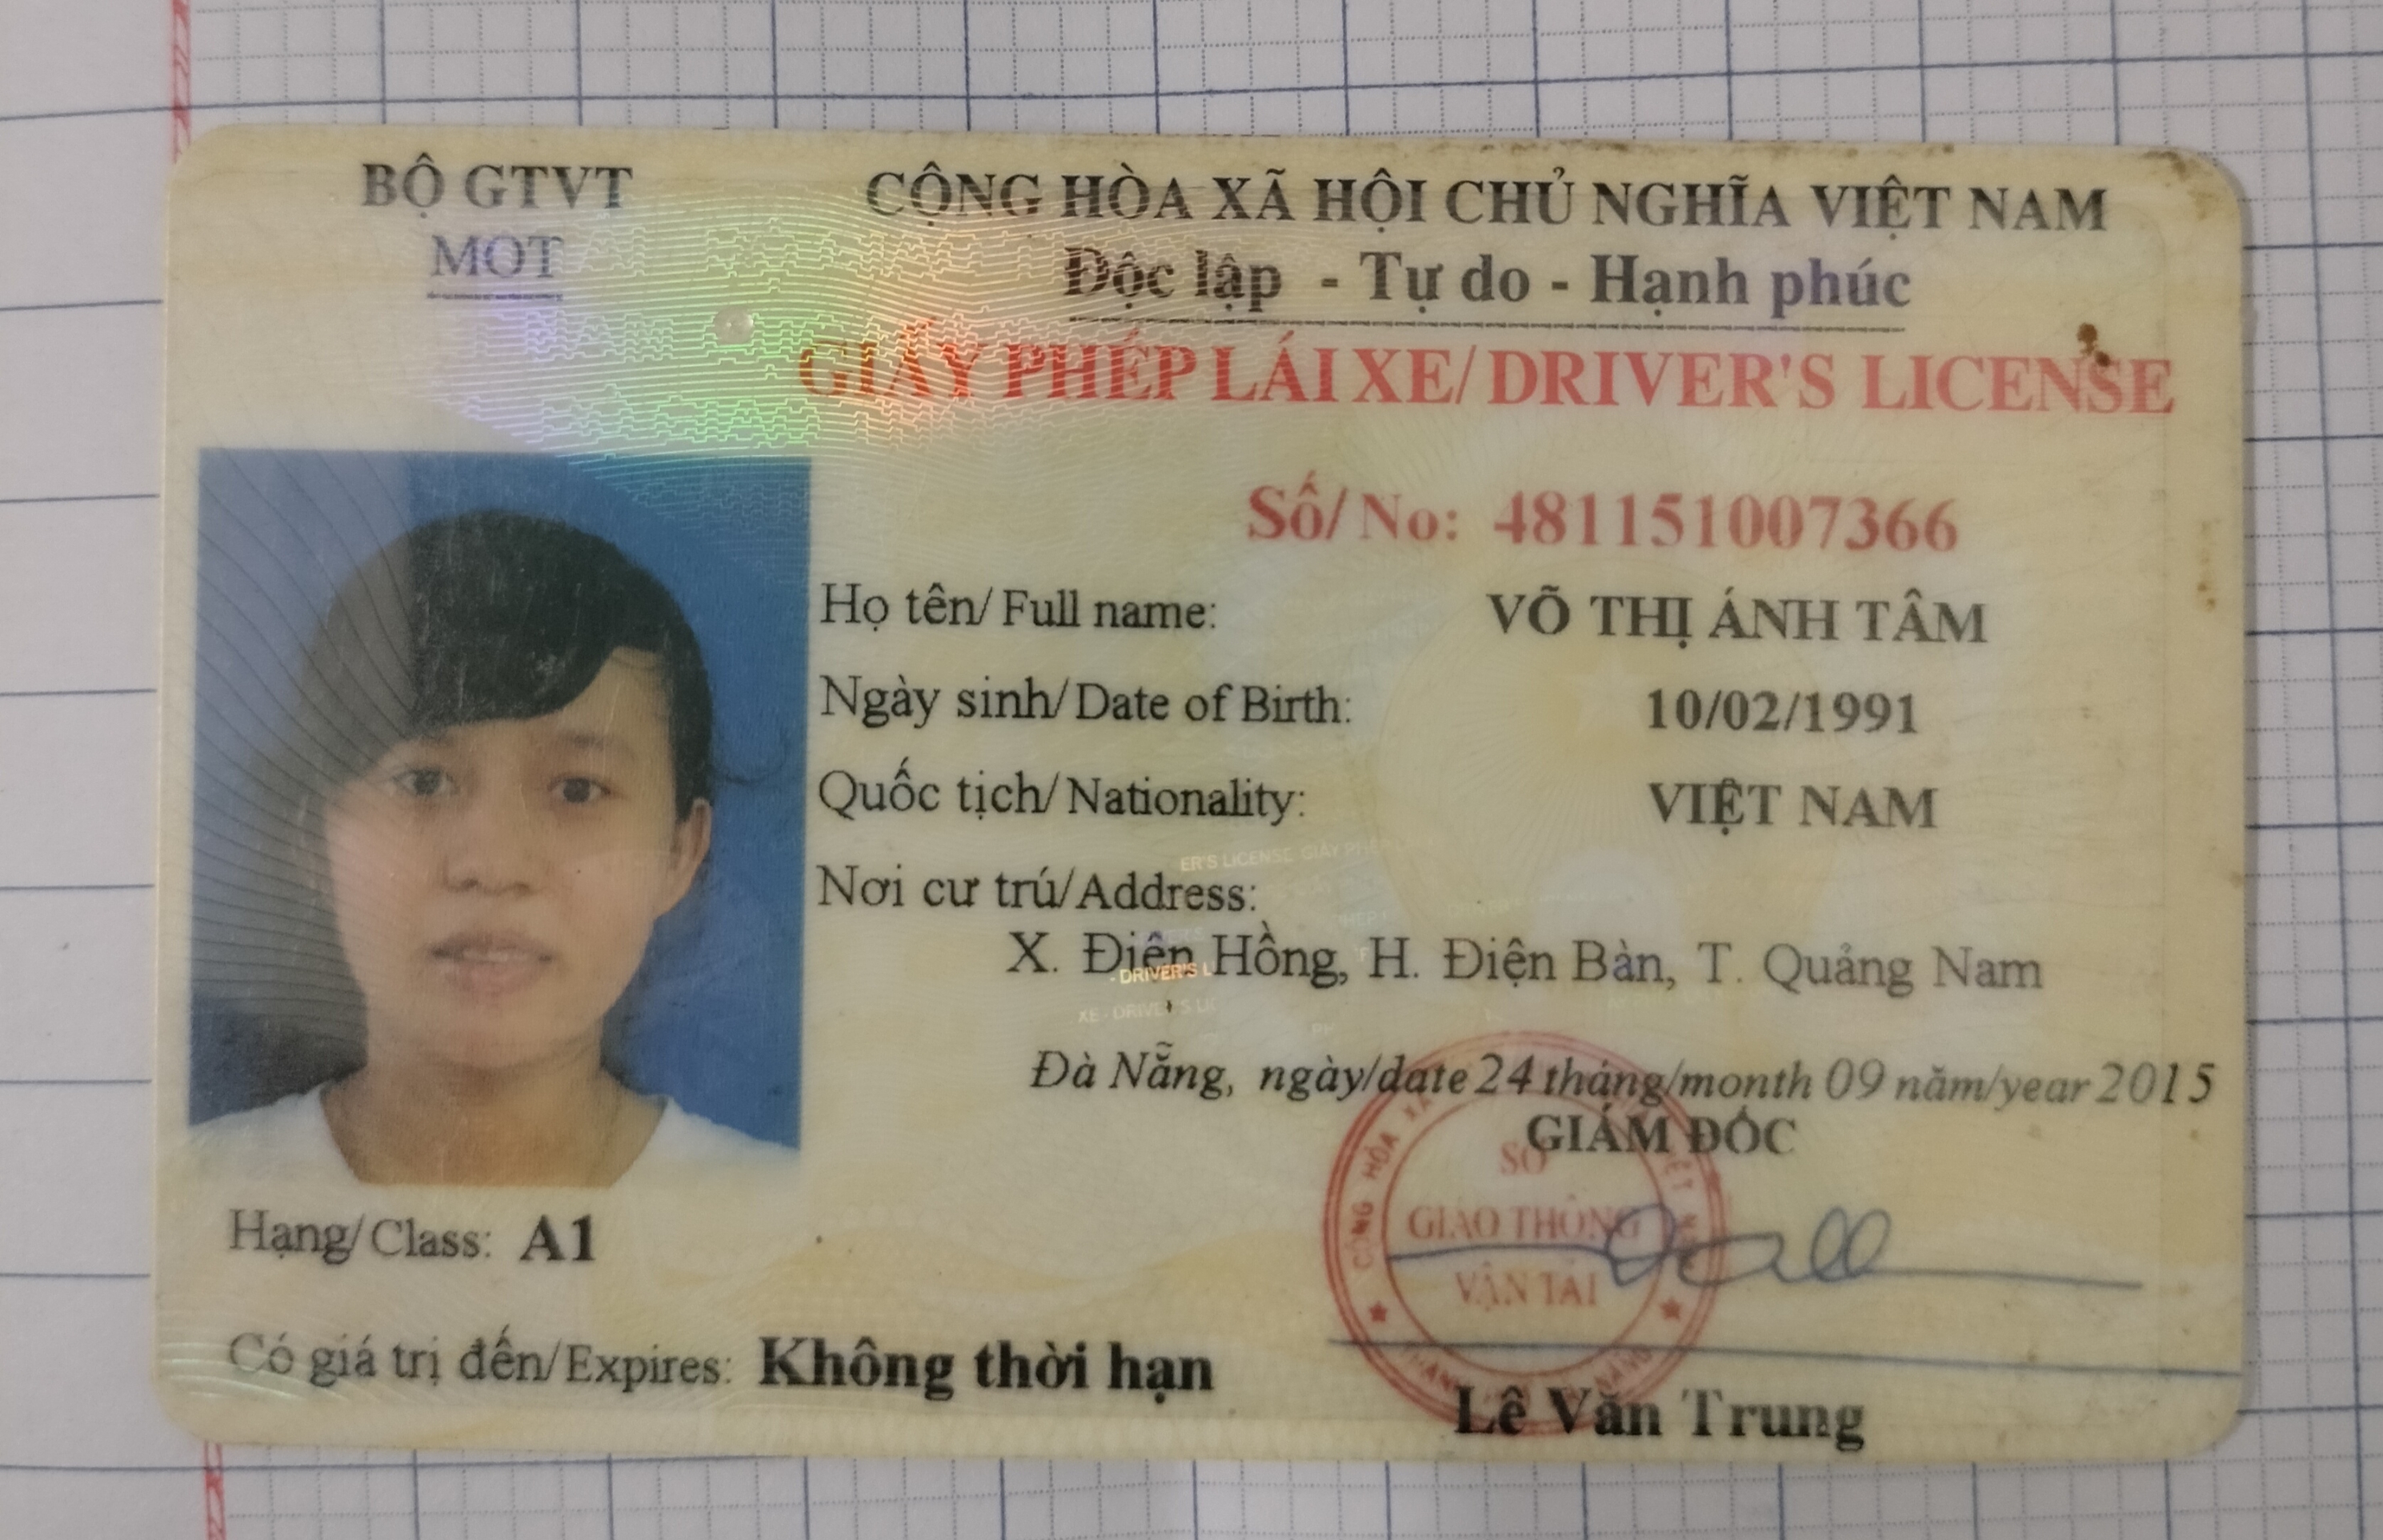 BỘ GTVT
MOT
CỘNG HÒA XÃ HỘI CHỦ NGHĨA VIỆT NAM
Độc lập - Tự do - Hạnh phúc
GIẤY PHÉP LÁI XE/ DRIVER'S LICENSE
Số/ No: 481151007366
Họ tên/ Full name: VÕ THỊ ÁNH TÂM
Ngày sinh/ Date of Birth: 10/02/1991
Quốc tịch/ Nationality: VIỆT NAM
Nơi cư trú/ Address:
X. Điện Hồng, H. Điện Bàn, T. Quảng Nam
Đà Nẵng, ngày/date 24 tháng/month 09 năm/year 2015
GIÁM ĐỐC
SỞ
GIAO THÔNG
VẬN TẢI
Lê Văn Trung
Hạng/ Class: A1
Có giá trị đến/ Expires: Không thời hạn